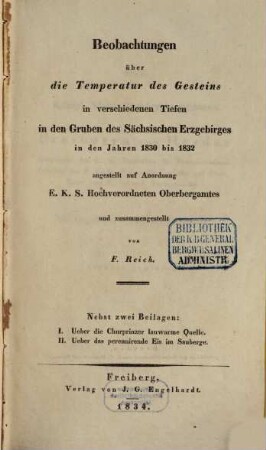 Beobachtungen
über
die Temperatur des Gesteins
in verschiedenen Tiefen
in den Gruben des Sächsischen Erzgebirges
in den Jahren 1830 bis 1832
angestellt auf Anordnung
E. K. S. Hochverordneten Oberbergamtes
und zusammengestellt
von
F. Reich.
BIBLIOTHEK
DER K.B. GENERAL
BERGW. U. SALINEN
ADMINISTR.
Nebst zwei Beilagen:
I. Ueber die Churprinzer lauwarme Quelle.
II. Ueber das perennirende Eis im Sauberge.
Freiberg,
Verlag von J. G. Engelhardt.
1834.